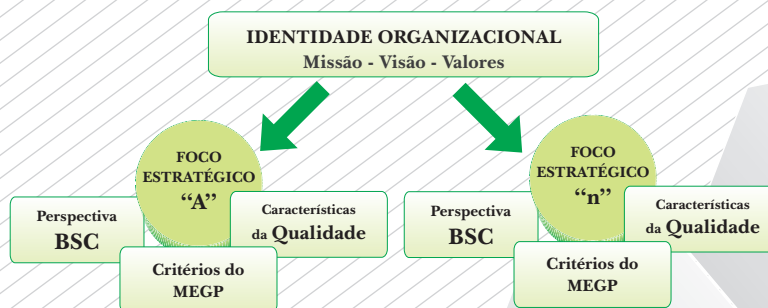 IDENTIDADE ORGANIZACIONAL
Missão - Visão - Valores
FOCO
ESTRATÉGICO
“A”
Perspectiva
BSC
Características
da Qualidade
Critérios do
MEGP
FOCO
ESTRATÉGICO
“n”
Perspectiva
BSC
Características
da Qualidade
Critérios do
MEGP